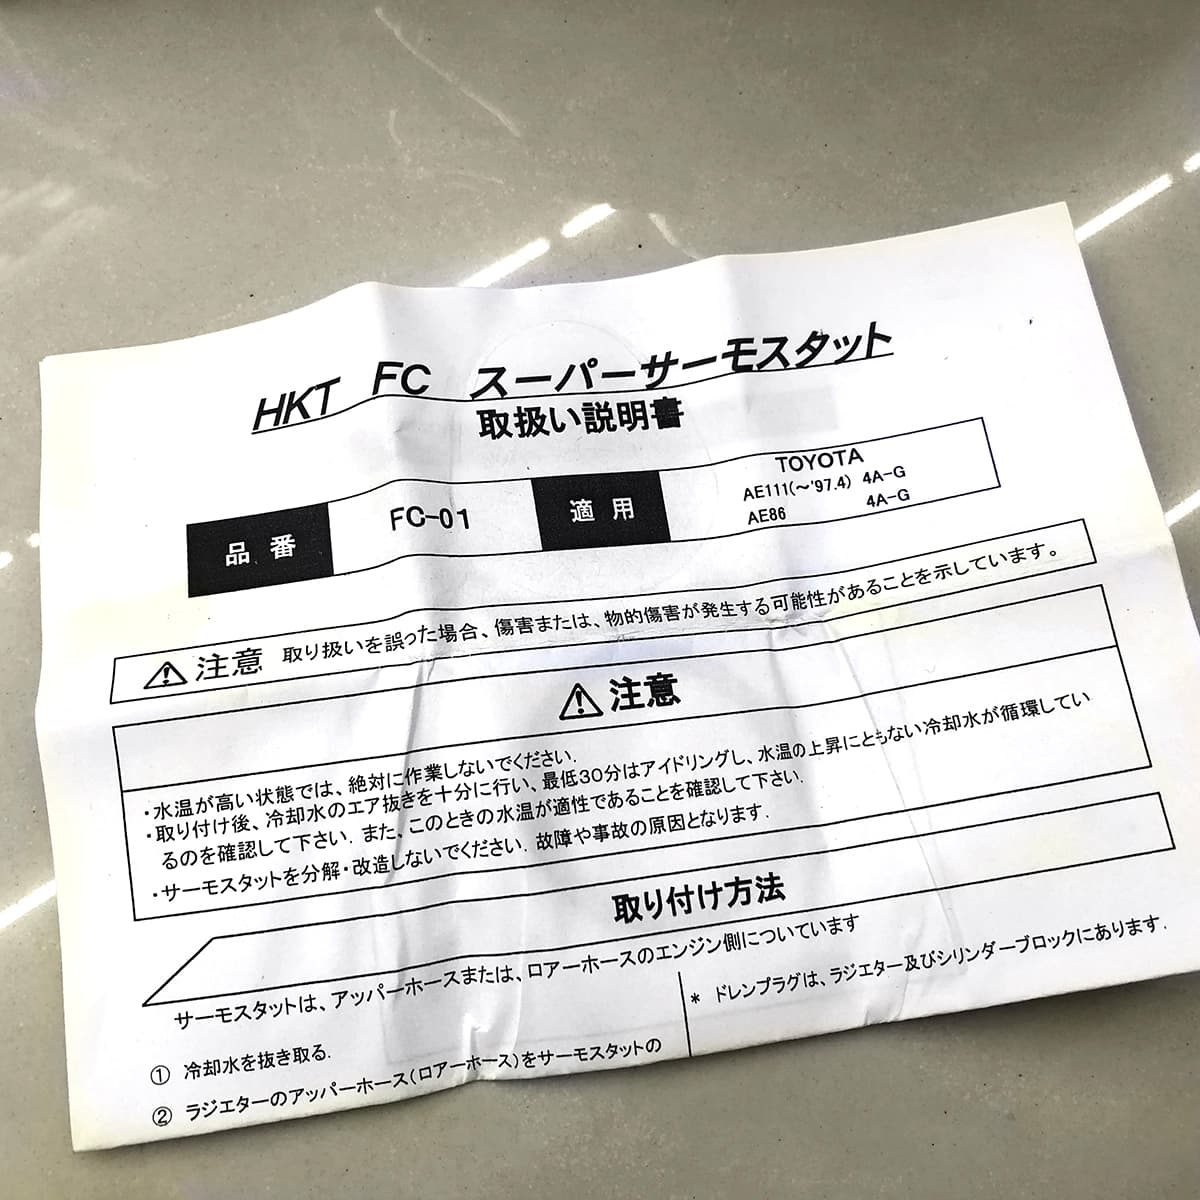 HKT FC スーパーサーモスタット
取扱い説明書
品番 FC-01 適用 TOYOTA
AE111(~'97.4) 4A-G
AE86 4A-G
注意 取り扱いを誤った場合、傷害または、物的傷害が発生する可能性があることを示しています。
注意
・水温が高い状態では、絶対に作業しないでください.
・取り付け後、冷却水のエア抜きを十分に行い、最低30分はアイドリングし、水温の上昇にともない冷却水が循環してい
るのを確認して下さい. また、このときの水温が適性であることを確認して下さい.
・サーモスタットを分解・改造しないでください. 故障や事故の原因となります.
取り付け方法
サーモスタットは、アッパーホースまたは、ロアーホースのエンジン側についています
① 冷却水を抜き取る.
② ラジエターのアッパーホース(ロアーホース)をサーモスタットの
* ドレンプラグは、ラジエター及びシリンダーブロックにあります.